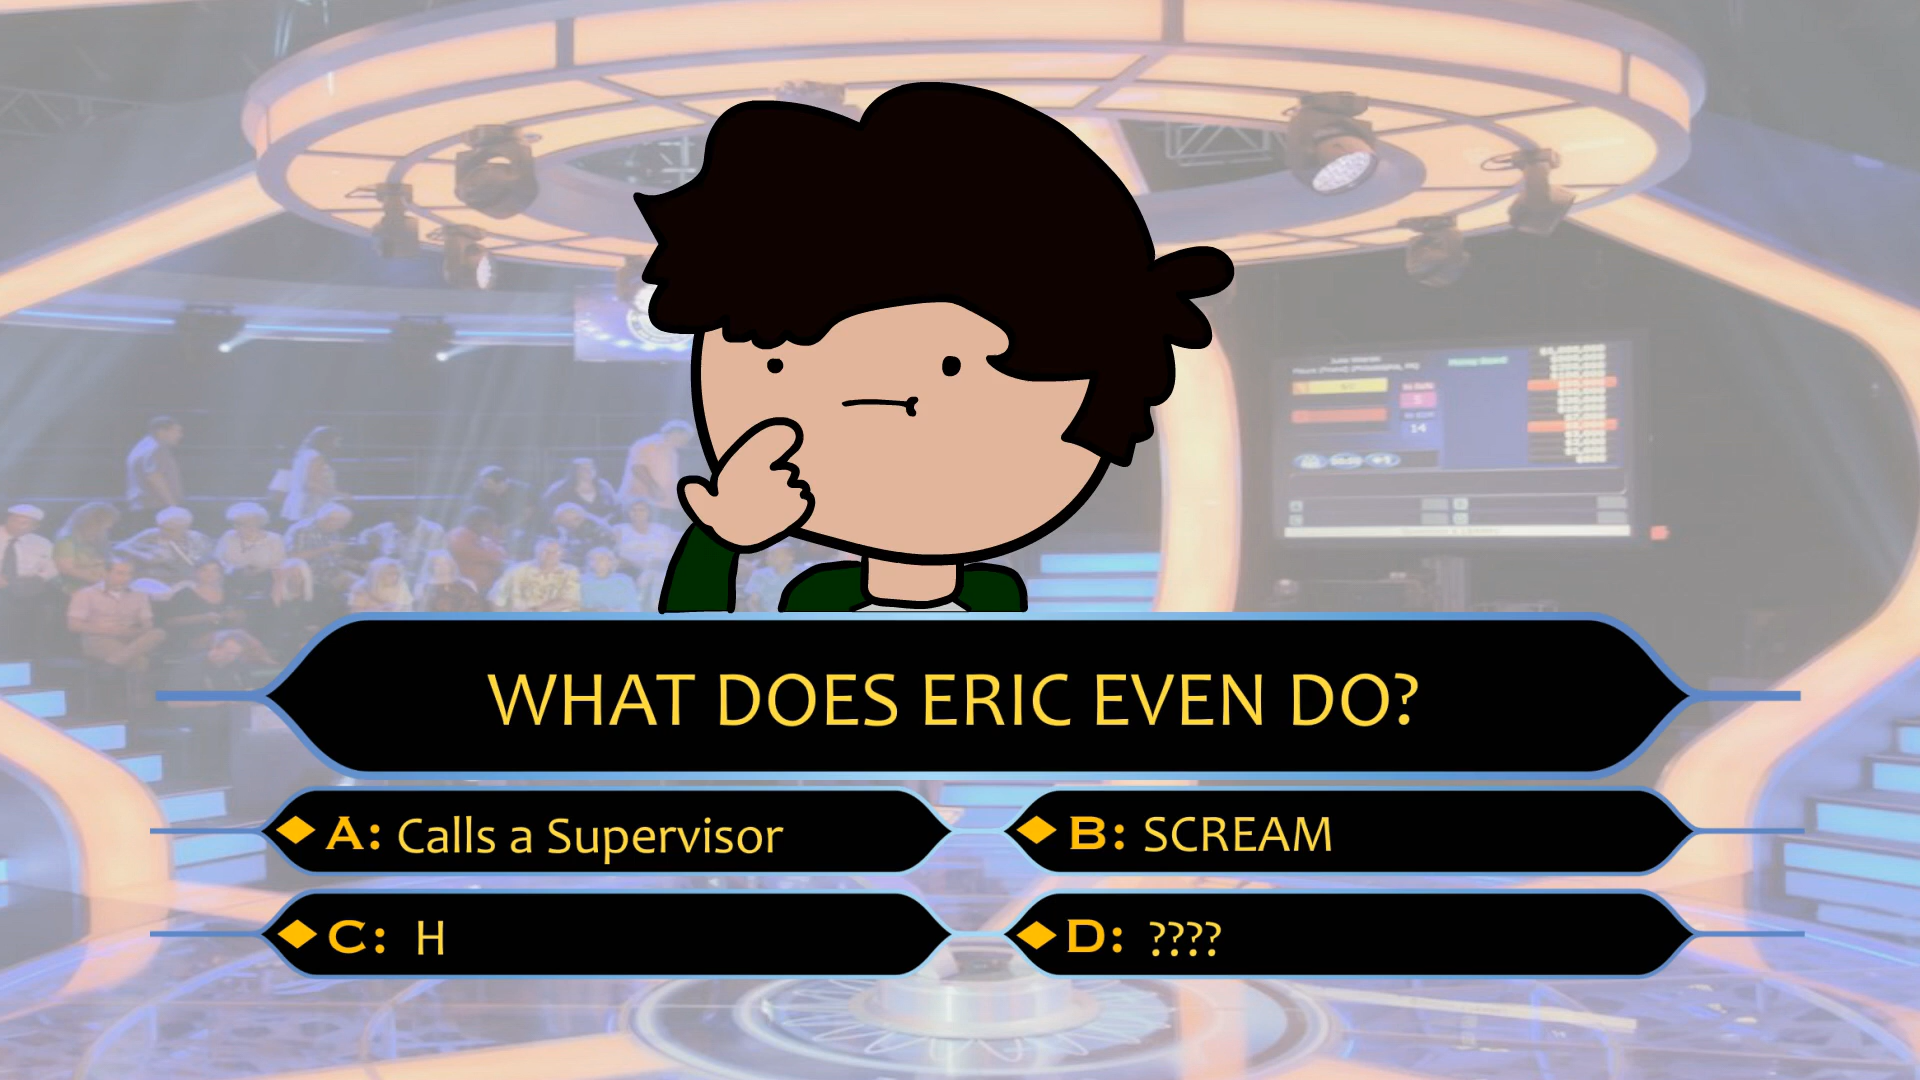 WHAT DOES ERIC EVEN DO?
A: Calls a Supervisor
B: SCREAM
C: H
D: ????